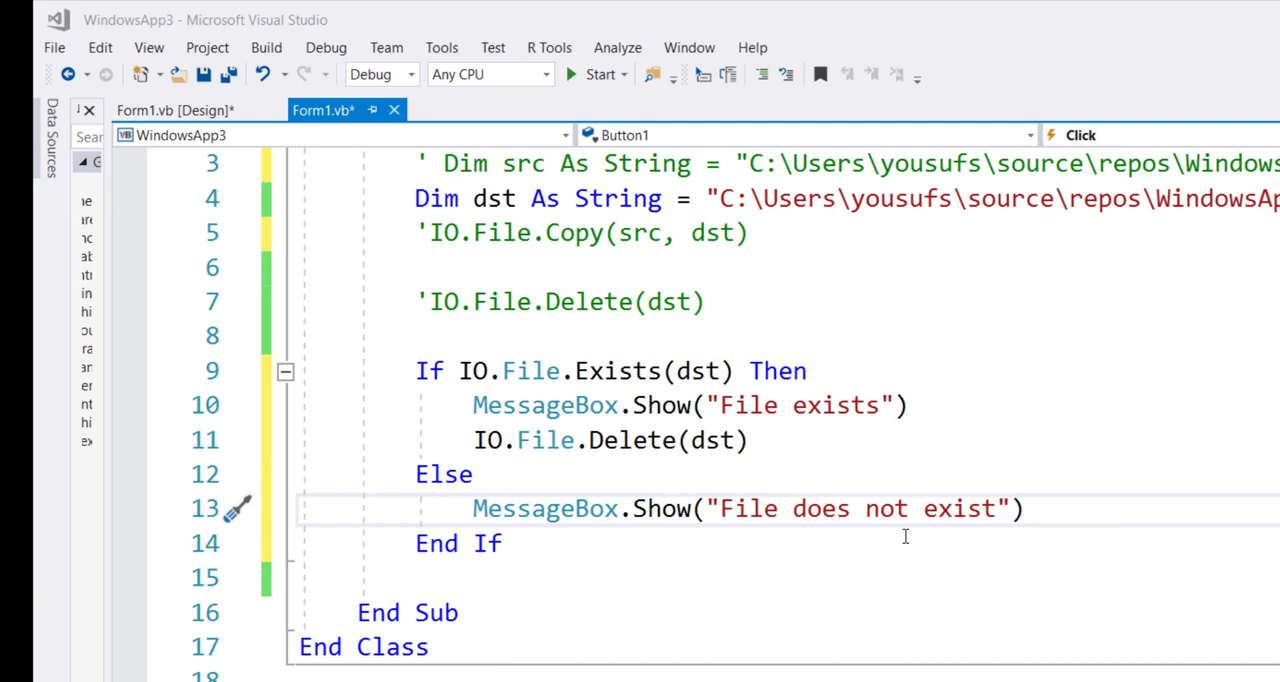 WindowsApp3 - Microsoft Visual Studio
File Edit View Project Build Debug Team Tools Test R Tools Analyze Window Help
Debug Any CPU Start
Data Sources
Form1.vb [Design]* Form1.vb*
Sear
WindowsApp3 Button1 Click
G
3 ' Dim src As String = "C:\Users\yousufs\source\repos\Windows
4 Dim dst As String = "C:\Users\yousufs\source\repos\WindowsAp
5 'IO.File.Copy(src, dst)
6
7 'IO.File.Delete(dst)
8
9 If IO.File.Exists(dst) Then
10 MessageBox.Show("File exists")
11 IO.File.Delete(dst)
12 Else
13 MessageBox.Show("File does not exist")
14 End If
15
16 End Sub
17 End Class
18